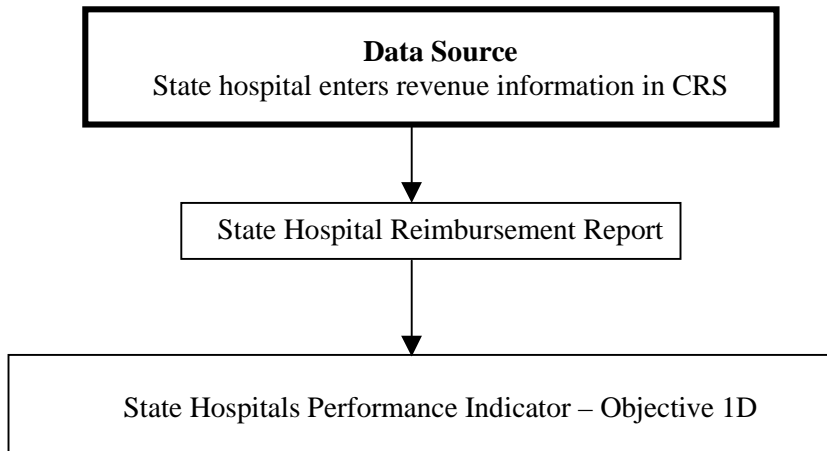 Data Source
State hospital enters revenue information in CRS
State Hospital Reimbursement Report
State Hospitals Performance Indicator – Objective 1D